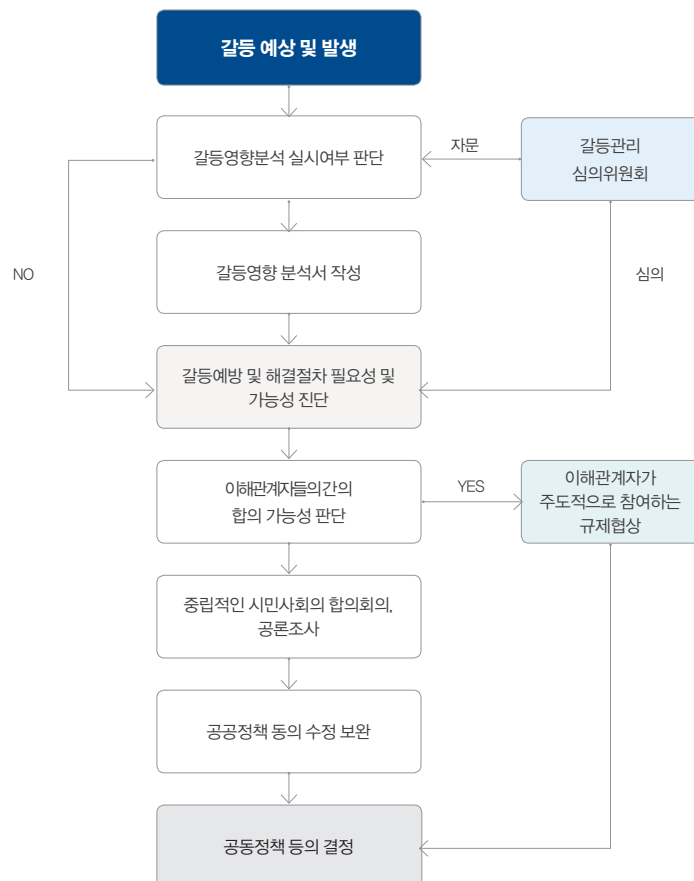 갈등 예상 및 발생
갈등영향분석 실시여부 판단
자문
갈등관리
심의위원회
NO
갈등영향 분석서 작성
심의
갈등예방 및 해결절차 필요성 및
가능성 진단
이해관계자들의간의
합의 가능성 판단
YES
이해관계자가
주도적으로 참여하는
규제협상
중립적인 시민사회의 합의회의,
공론조사
공공정책 동의 수정 보완
공동정책 등의 결정